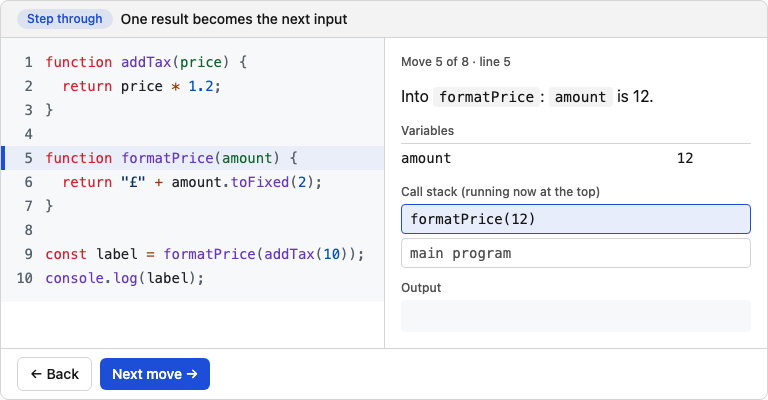 Step through One result becomes the next input
1 function addTax(price) {
2 return price * 1.2;
3 }
4
5 function formatPrice(amount) {
6 return "£" + amount.toFixed(2);
7 }
8
9 const label = formatPrice(addTax(10));
10 console.log(label);
Move 5 of 8 · line 5
Into formatPrice: amount is 12.
Variables
amount 12
Call stack (running now at the top)
formatPrice(12)
main program
Output
← Back Next move →